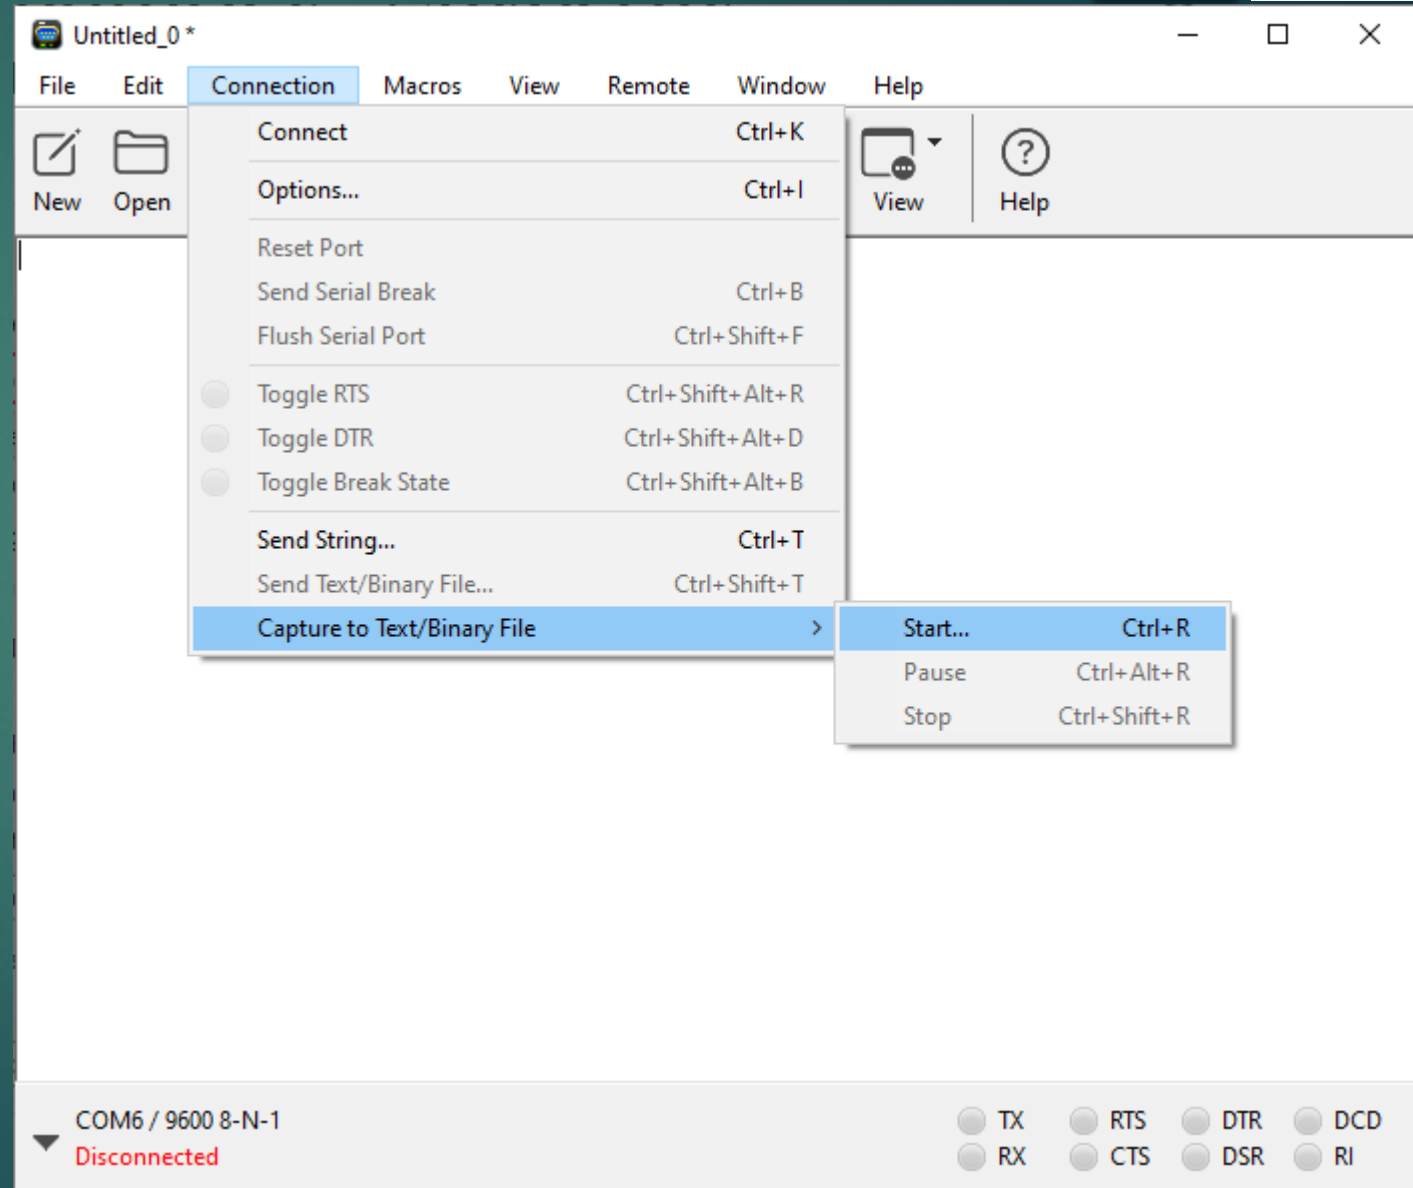 Untitled_0 *
File Edit Connection Macros View Remote Window Help
New Open View Help
Connect Ctrl+K
Options... Ctrl+I
Reset Port
Send Serial Break Ctrl+B
Flush Serial Port Ctrl+Shift+F
Toggle RTS Ctrl+Shift+Alt+R
Toggle DTR Ctrl+Shift+Alt+D
Toggle Break State Ctrl+Shift+Alt+B
Send String... Ctrl+T
Send Text/Binary File... Ctrl+Shift+T
Capture to Text/Binary File >
Start... Ctrl+R
Pause Ctrl+Alt+R
Stop Ctrl+Shift+R
COM6 / 9600 8-N-1
Disconnected
TX RTS DTR DCD
RX CTS DSR RI